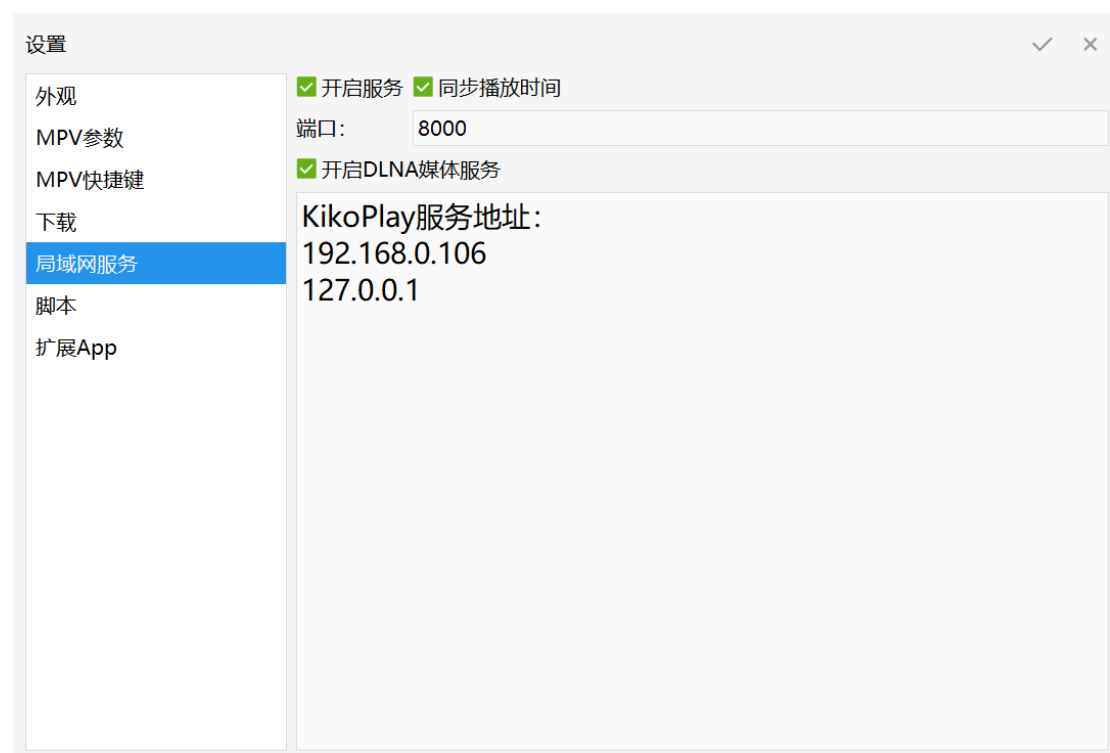 设置
外观
MPV参数
MPV快捷键
下载
局域网服务
脚本
扩展App
开启服务 同步播放时间
端口： 8000
开启DLNA媒体服务
KikoPlay服务地址：
192.168.0.106
127.0.0.1